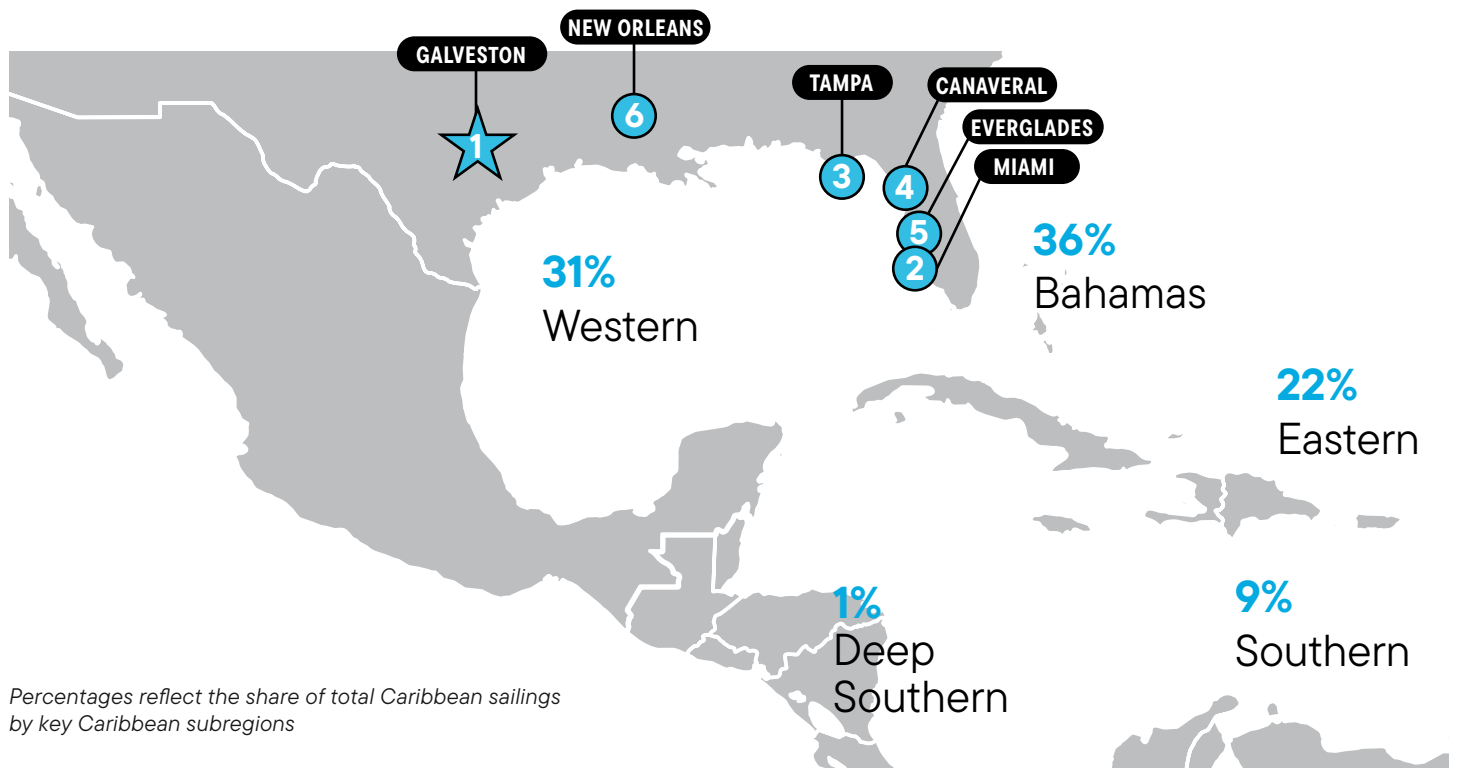 NEW ORLEANS
GALVESTON
TAMPA
CANAVERAL
EVERGLADES
MIAMI
6
1
3
4
5
2
36%
Bahamas
31%
Western
22%
Eastern
1%
Deep
Southern
9%
Southern
Percentages reflect the share of total Caribbean sailings
by key Caribbean subregions